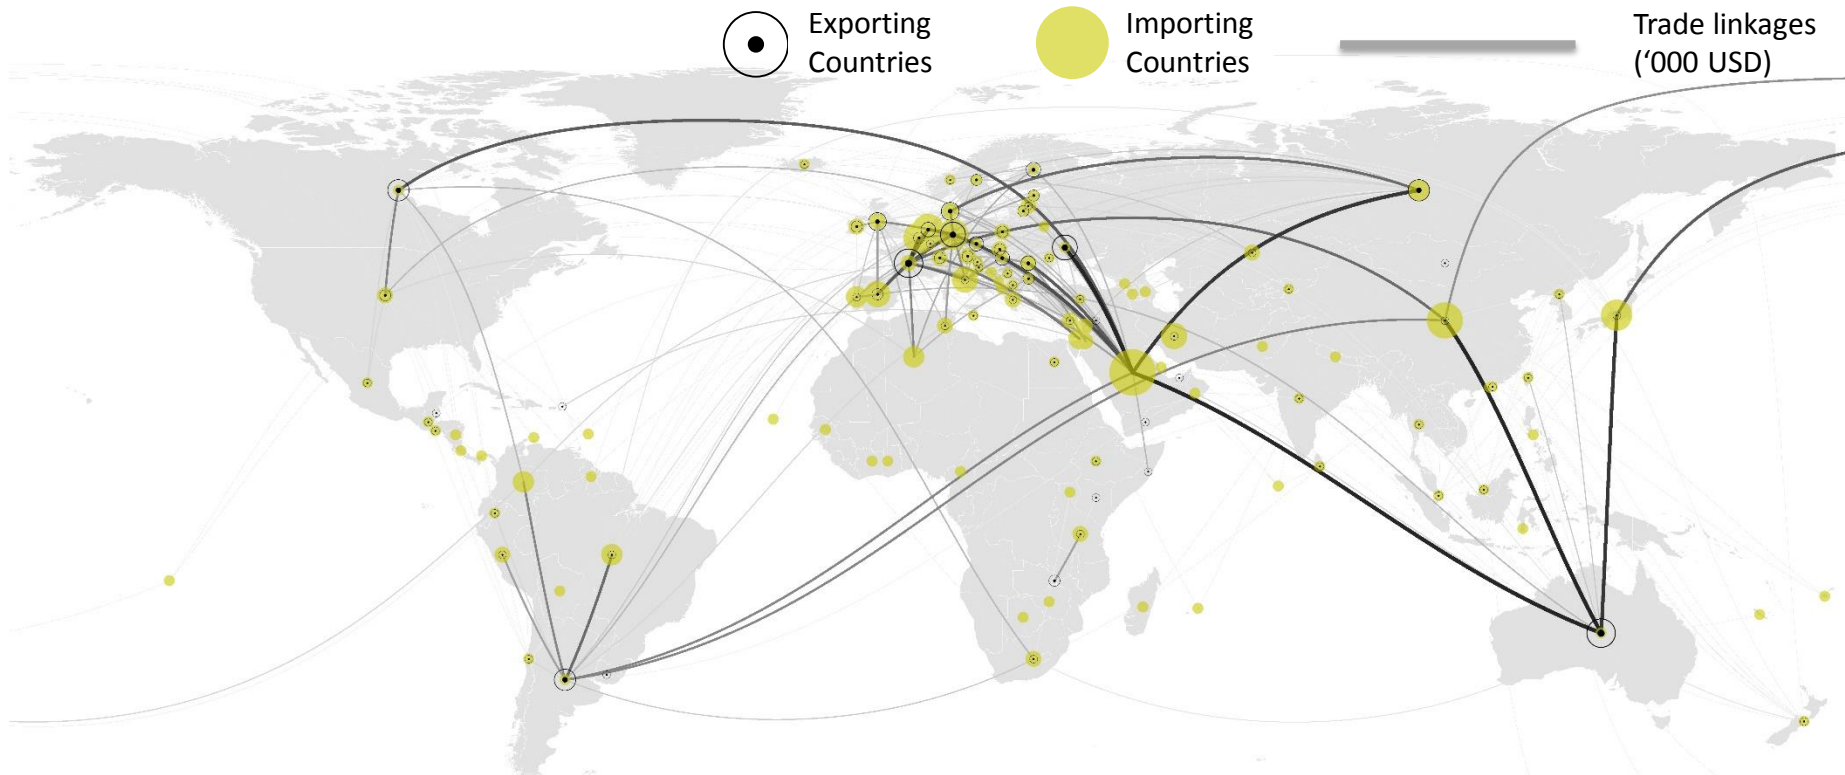 Exporting
Countries
Importing
Countries
Trade linkages
(‘000 USD)